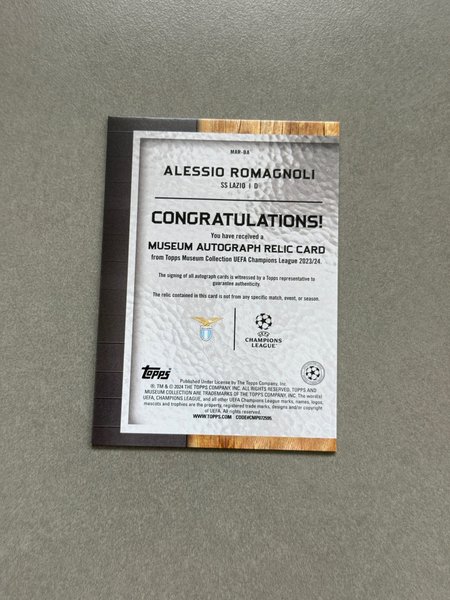 MAR-RA
ALESSIO ROMAGNOLI
SS LAZIO | D
CONGRATULATIONS!
You have received a
MUSEUM AUTOGRAPH RELIC CARD
from Topps Museum Collection UEFA Champions League 2023/24.
The signing of all autograph cards is witnessed by a Topps representative to
guarantee authenticity.
The relic contained in this card is not from any specific match, event, or season.
CHAMPIONS
LEAGUE
Topps
Published Under License by The Topps Company, Inc.
®, TM & © 2024 THE TOPPS COMPANY, INC. ALL RIGHTS RESERVED. TOPPS AND
MUSEUM COLLECTION ARE TRADEMARKS OF THE TOPPS COMPANY, INC. The word(s)
UEFA, CHAMPIONS LEAGUE, and all other UEFA Champions League marks, names, logos,
mascots and trophies are the property, registered trade marks, designs and/or copyright
of UEFA. All rights reserved.
WWW.TOPPS.COM CODE#CMP072595